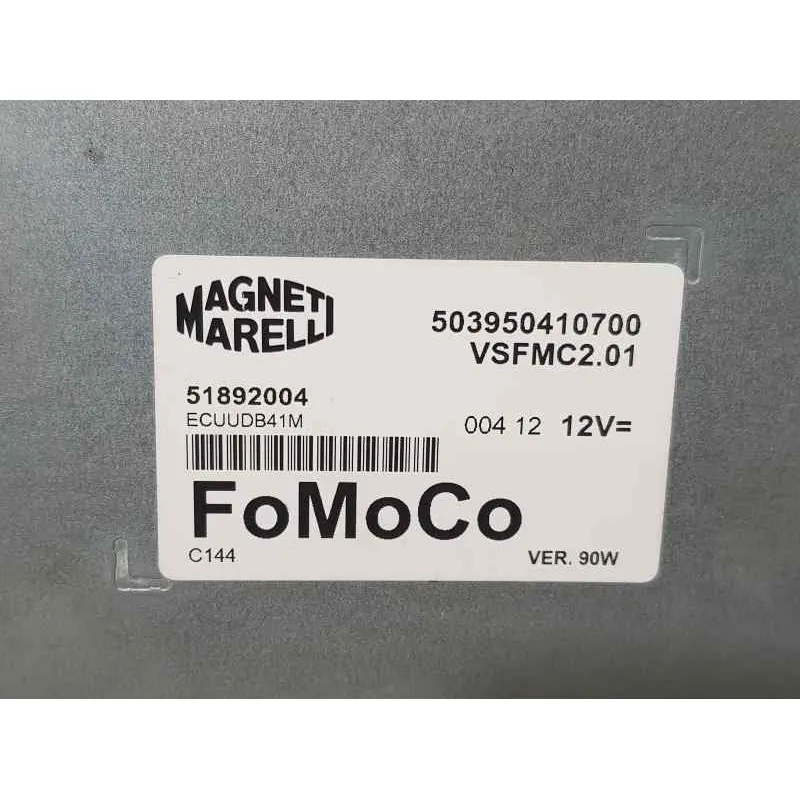 MAGNETI
MARELLI
503950410700
VSFMC2.01
51892004
ECUUDB41M
004 12 12V=
FoMoCo
C144
VER. 90W